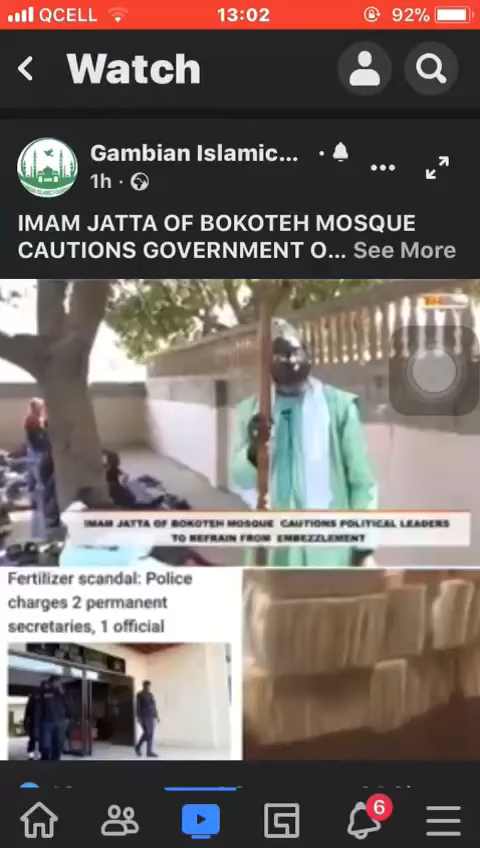 QCELL
13:02
92%
Watch
Gambian Islamic...
1h
IMAM JATTA OF BOKOTEH MOSQUE
CAUTIONS GOVERNMENT O... See More
IMAM JATTA OF BOKOTEH MOSQUE CAUTIONS POLITICAL LEADERS
TO REFRAIN FROM EMBEZZLEMENT
Fertilizer scandal: Police
charges 2 permanent
secretaries, 1 official
6